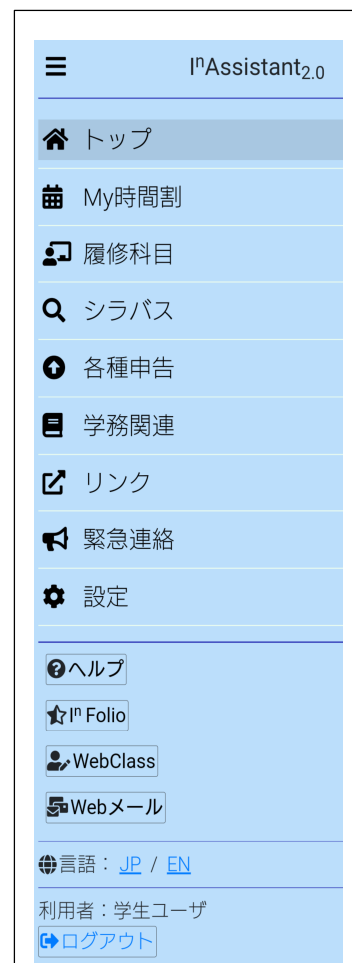 IⁿAssistant₂.₀
トップ
My時間割
履修科目
シラバス
各種申告
学務関連
リンク
緊急連絡
設定
ヘルプ
Iⁿ Folio
WebClass
Webメール
言語： JP / EN
利用者：学生ユーザ
ログアウト